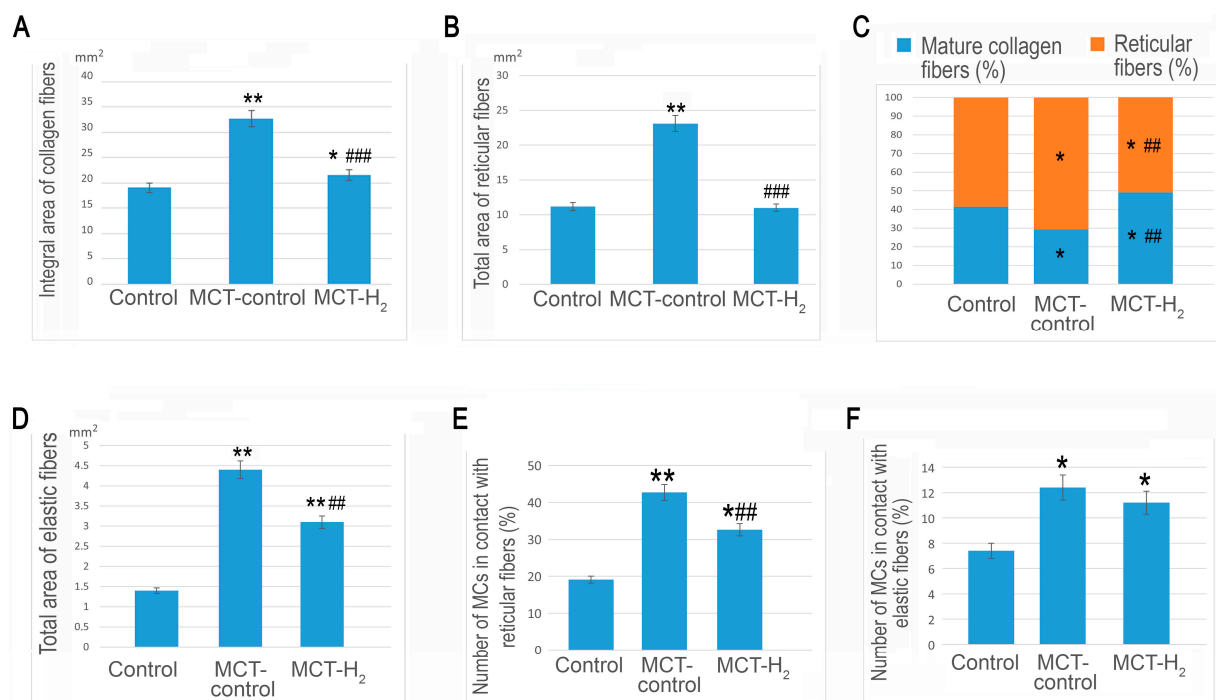 A
mm²
Integral area of collagen fibers
40
35
30
25
20
15
10
5
0
**
* ###
Control
MCT-control
MCT-H₂
B
mm²
Total area of reticular fibers
30
25
20
15
10
5
0
**
###
Control
MCT-control
MCT-H₂
C
Mature collagen
fibers (%)
Reticular
fibers (%)
100
90
80
70
60
50
40
30
20
10
0
*
* ##
*
* ##
Control
MCT-
control
MCT-H₂
D
mm²
Total area of elastic fibers
5
4.5
4
3.5
3
2.5
2
1.5
1
0.5
0
**
**##
Control
MCT-
control
MCT-H₂
E
Number of MCs in contact with
reticular fibers (%)
50
40
30
20
10
0
**
*##
Control
MCT-
control
MCT-H₂
F
Number of MCs in contact with
elastic fibers (%)
14
12
10
8
6
4
2
0
*
*
Control
MCT-
control
MCT-H₂